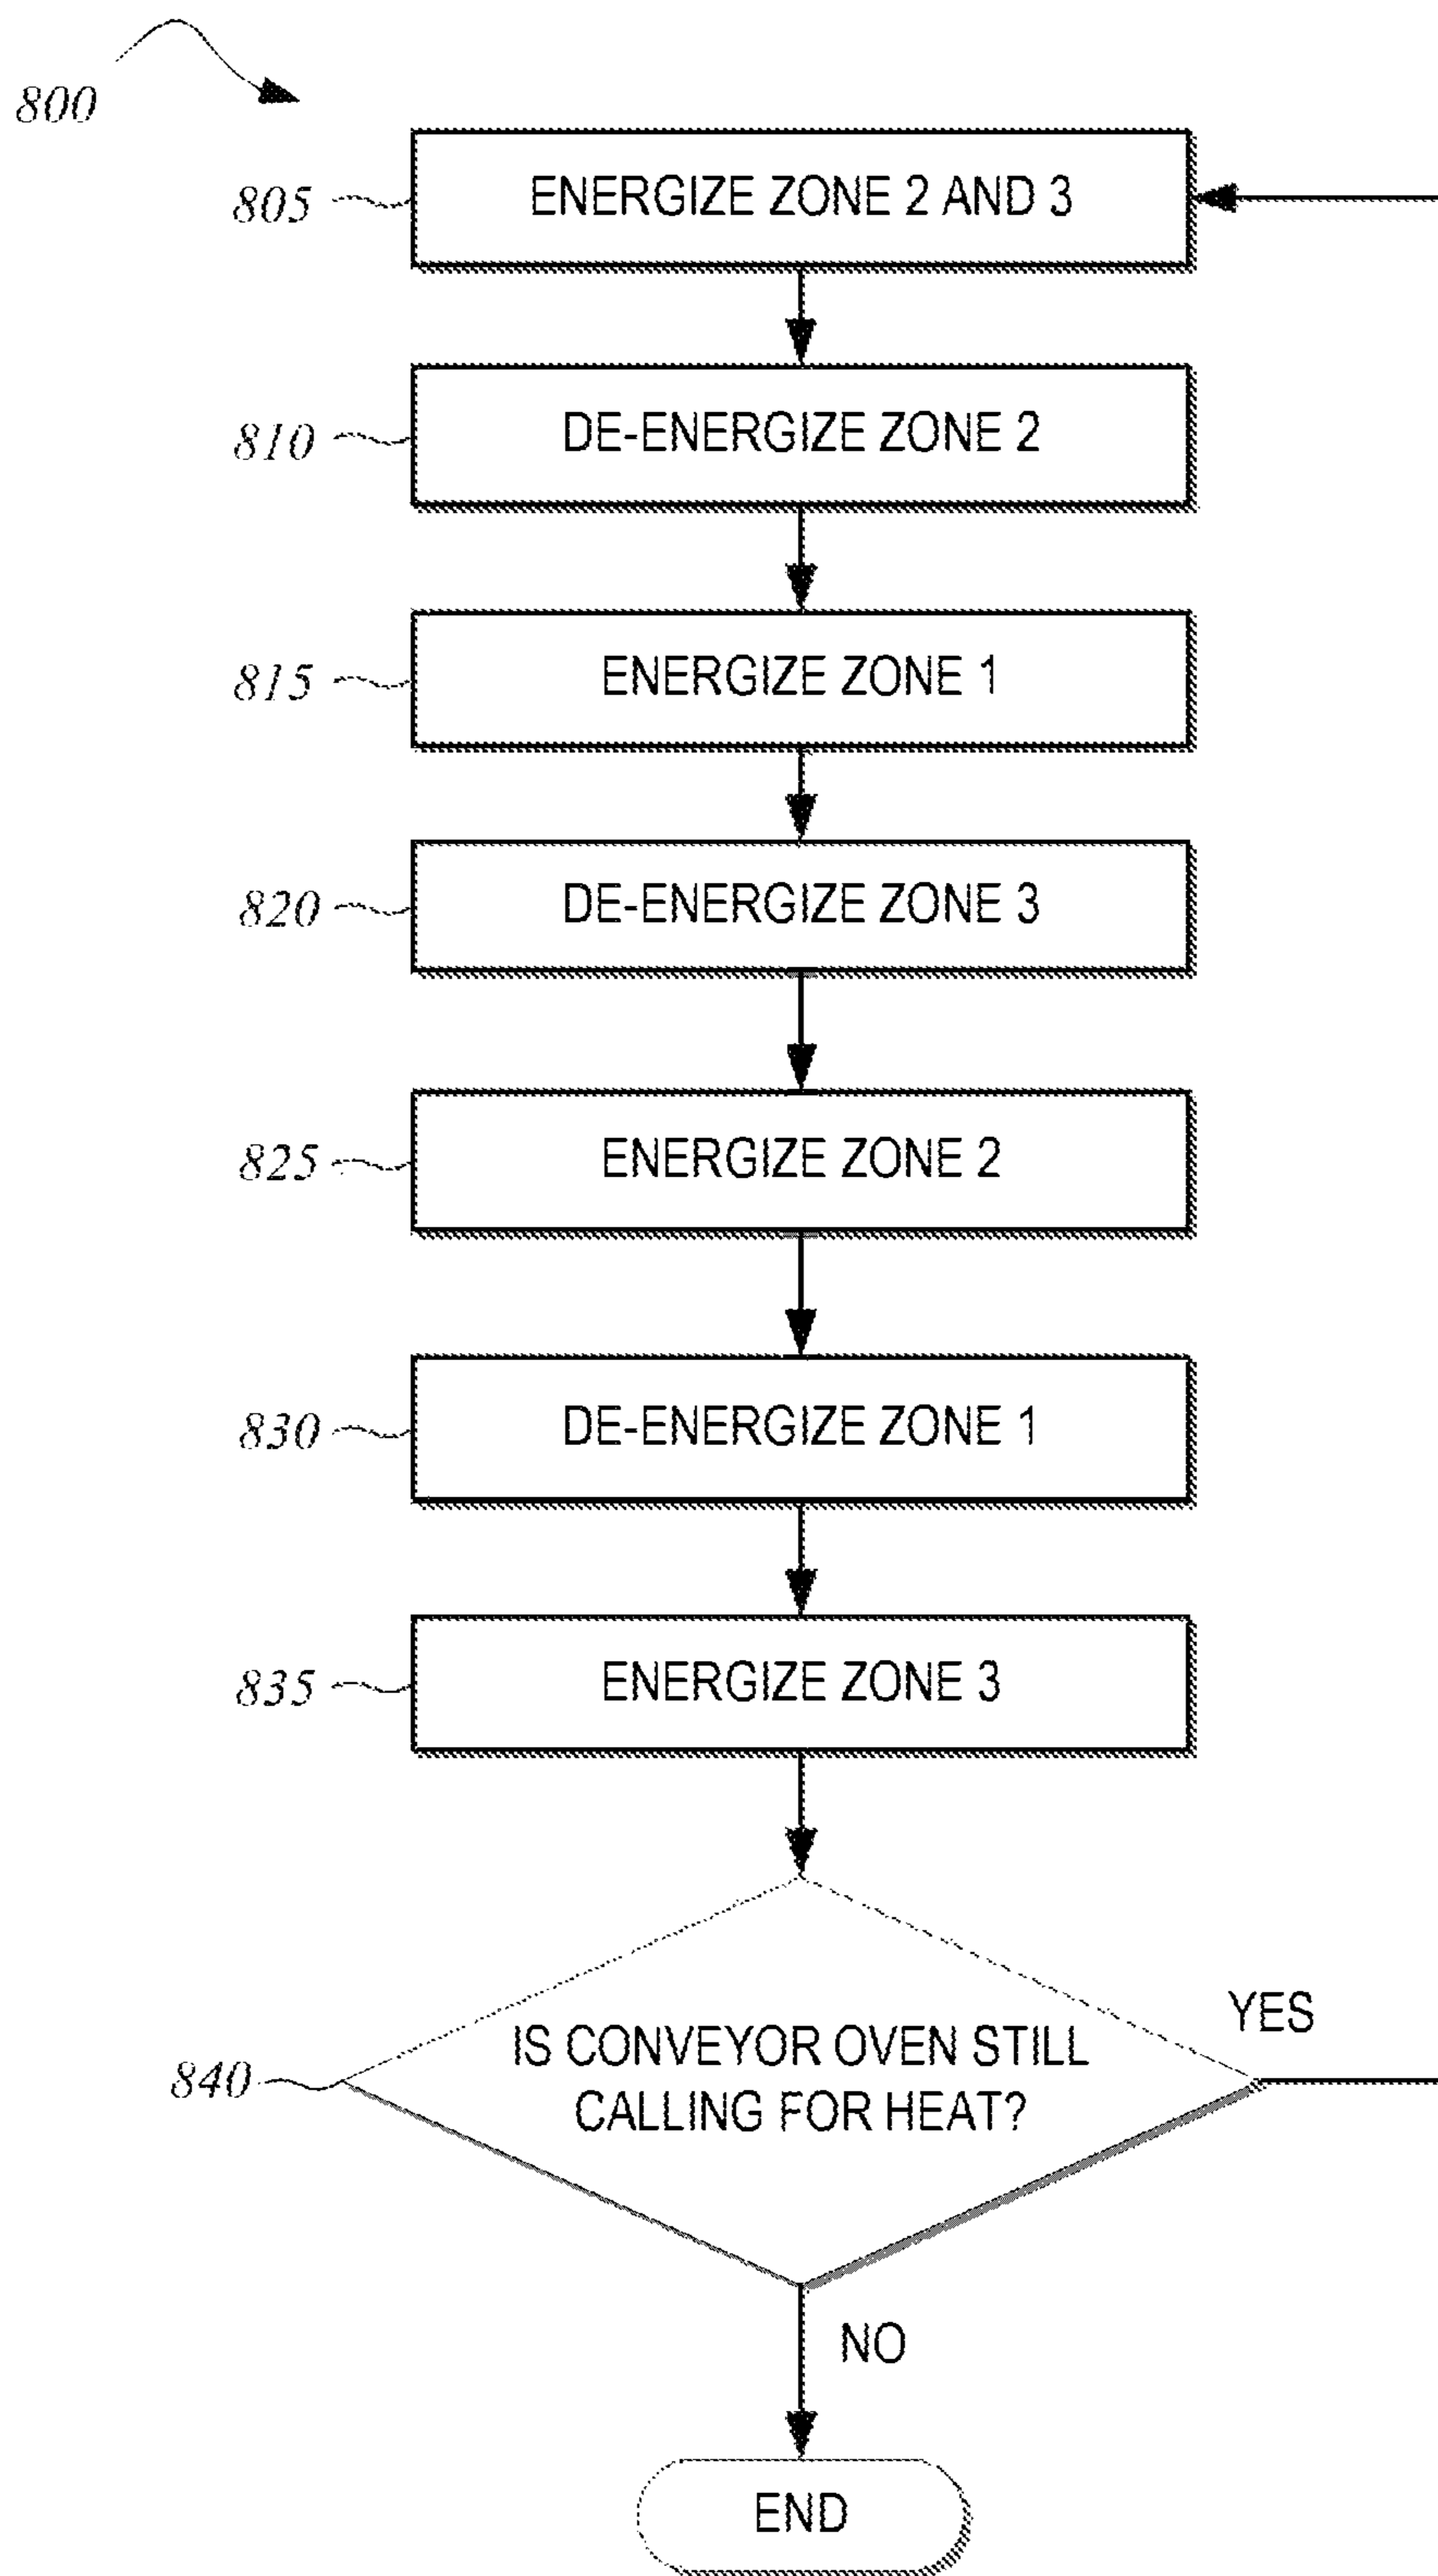 800
805
ENERGIZE ZONE 2 AND 3
810
DE-ENERGIZE ZONE 2
815
ENERGIZE ZONE 1
820
DE-ENERGIZE ZONE 3
825
ENERGIZE ZONE 2
830
DE-ENERGIZE ZONE 1
835
ENERGIZE ZONE 3
840
IS CONVEYOR OVEN STILL
CALLING FOR HEAT?
YES
NO
END